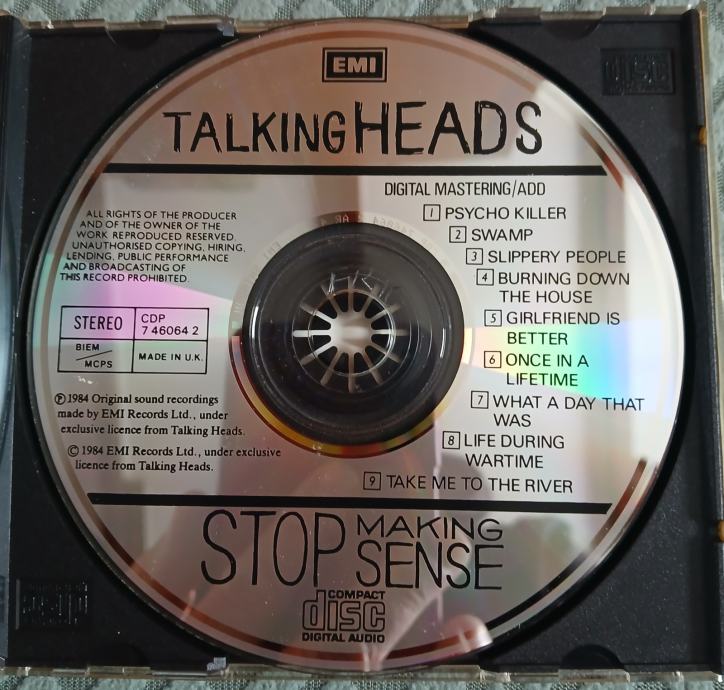 EMI
TALKING HEADS
DIGITAL MASTERING/ADD
1 PSYCHO KILLER
2 SWAMP
3 SLIPPERY PEOPLE
4 BURNING DOWN
THE HOUSE
5 GIRLFRIEND IS
BETTER
6 ONCE IN A
LIFETIME
7 WHAT A DAY THAT
WAS
8 LIFE DURING
WARTIME
9 TAKE ME TO THE RIVER
ALL RIGHTS OF THE PRODUCER
AND OF THE OWNER OF THE
WORK REPRODUCED RESERVED.
UNAUTHORISED COPYING, HIRING,
LENDING, PUBLIC PERFORMANCE
AND BROADCASTING OF
THIS RECORD PROHIBITED.
STEREO
CDP
7 46064 2
BIEM
MCPS
MADE IN U.K.
℗1984 Original sound recordings
made by EMI Records Ltd., under
exclusive licence from Talking Heads.
©1984 EMI Records Ltd., under exclusive
licence from Talking Heads.
STOP MAKING
SENSE
COMPACT
disc
DIGITAL AUDIO